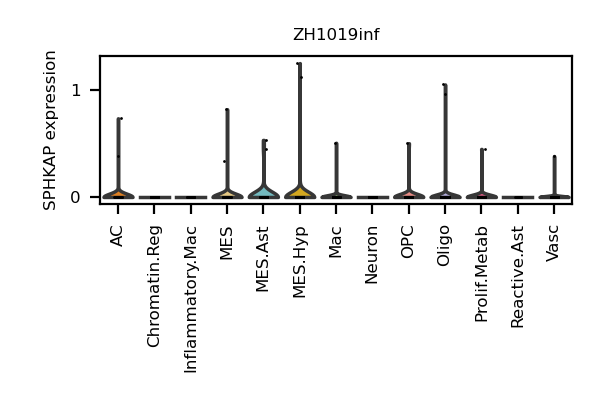 ZH1019inf
SPHKAP expression
1
0
AC
Chromatin.Reg
Inflammatory.Mac
MES
MES.Ast
MES.Hyp
Mac
Neuron
OPC
Oligo
Prolif.Metab
Reactive.Ast
Vasc